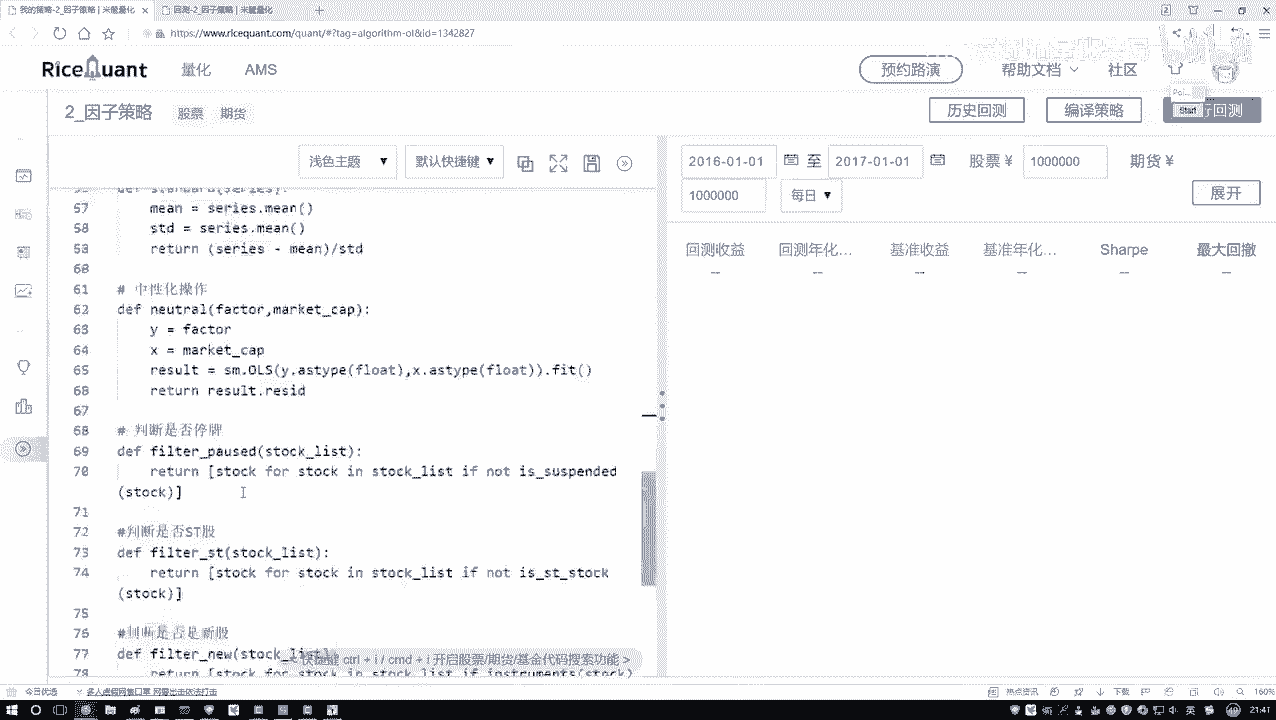 我的策略-2_因子策略 | 米筐量化
回测-2_因子策略 | 米筐量化
https://www.ricequant.com/quant/#?tag=algorithm-ol&id=1342827
RiceQuant 量化 AMS 预约路演 帮助文档 社区
2_因子策略 股票 期货 历史回测 编译策略 行回测
Start
浅色主题 默认快捷键
2016-01-01 至 2017-01-01 股票 ¥ 1000000 期货 ¥
1000000 每日 展开
回测收益 回测年化... 基准收益 基准年化... Sharpe 最大回撤
-- -- -- -- -- --
57 mean = series.mean()
58 std = series.mean()
59 return (series - mean)/std
60
61 # 中性化操作
62 def neutral(factor,market_cap):
63 y = factor
64 x = market_cap
65 result = sm.OLS(y.astype(float),x.astype(float)).fit()
66 return result.resid
67
68 # 判断是否停牌
69 def filter_paused(stock_list):
70 return [stock for stock in stock_list if not is_suspended
(stock)]
71
72 #判断是否ST股
73 def filter_st(stock_list):
74 return [stock for stock in stock_list if not is_st_stock
(stock)]
75
76 #判断是否是新股
77 def filter_new(stock_list)
78 return [stock for stock in stock_list if instruments(stock)
快捷键 ctrl + i / cmd + i 开启股票/期货/基金代码搜索功能 >
今日优选
热点资讯 下载 160%
21:41